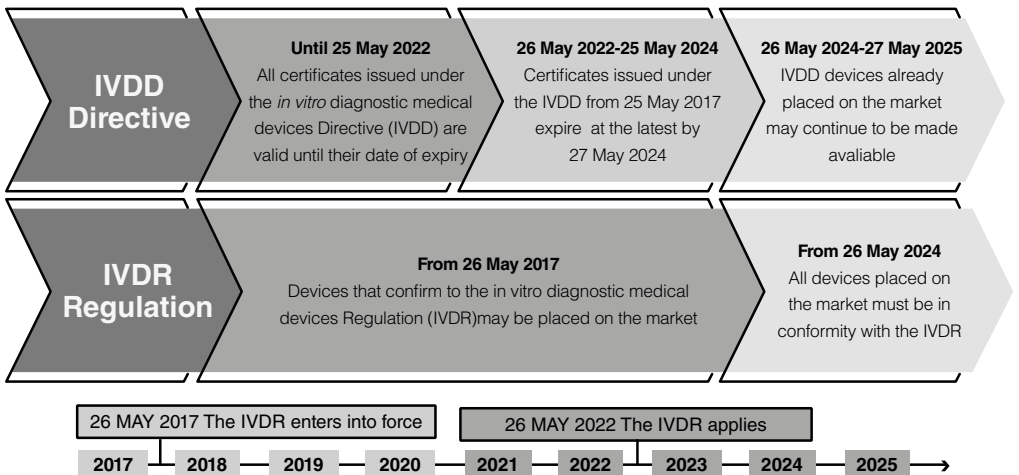 IVDD
Directive
Until 25 May 2022
All certificates issued under
the in vitro diagnostic medical
devices Directive (IVDD) are
valid until their date of expiry
26 May 2022-25 May 2024
Certificates issued under
the IVDD from 25 May 2017
expire at the latest by
27 May 2024
26 May 2024-27 May 2025
IVDD devices already
placed on the market
may continue to be made
avaliable
IVDR
Regulation
From 26 May 2017
Devices that confirm to the in vitro diagnostic medical
devices Regulation (IVDR)may be placed on the market
From 26 May 2024
All devices placed on
the market must be in
conformity with the IVDR
26 MAY 2017 The IVDR enters into force
26 MAY 2022 The IVDR applies
2017 2018 2019 2020 2021 2022 2023 2024 2025